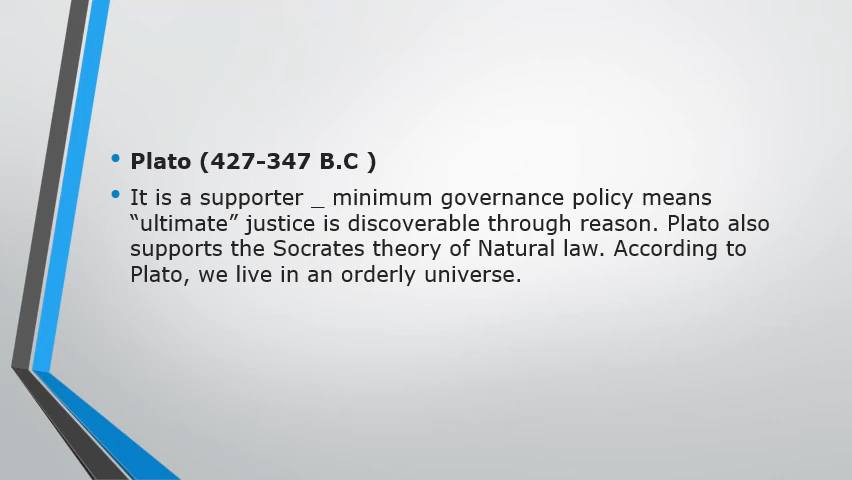 Plato (427-347 B.C )
It is a supporter _ minimum governance policy means
“ultimate” justice is discoverable through reason. Plato also
supports the Socrates theory of Natural law. According to
Plato, we live in an orderly universe.